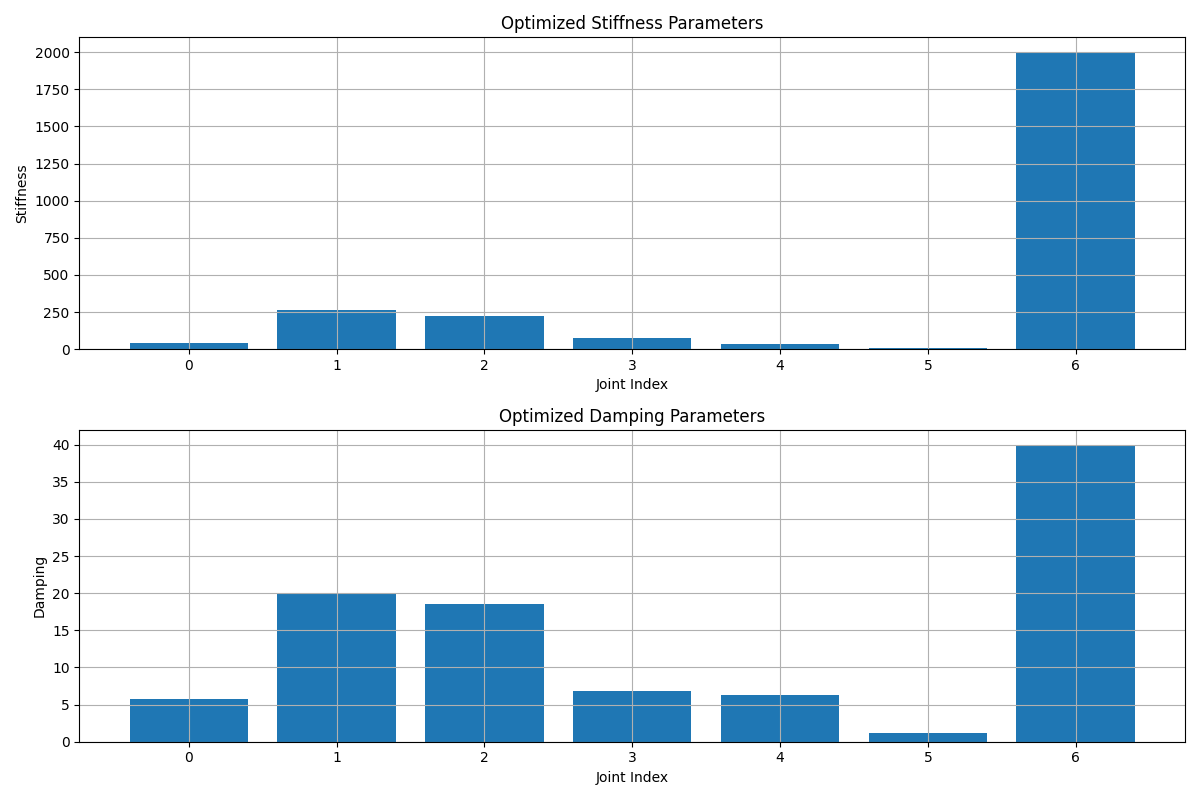 Optimized Stiffness Parameters
2000
1750
1500
1250
1000
750
500
250
0
Stiffness
0 1 2 3 4 5 6
Joint Index
Optimized Damping Parameters
40
35
30
25
20
15
10
5
0
Damping
0 1 2 3 4 5 6
Joint Index